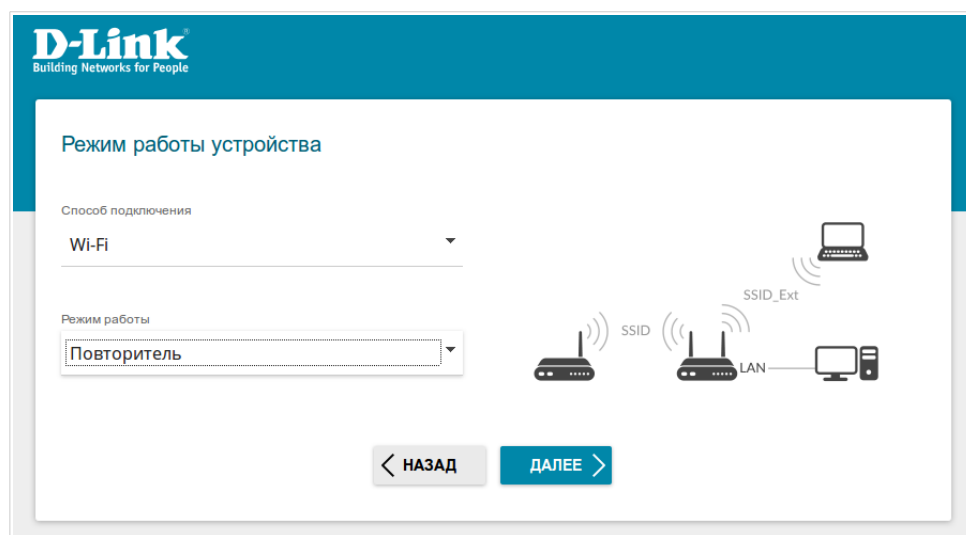 D-Link
Building Networks for People
Режим работы устройства
Способ подключения
Wi-Fi
Режим работы
Повторитель
SSID
SSID_Ext
LAN
НАЗАД
ДАЛЕЕ